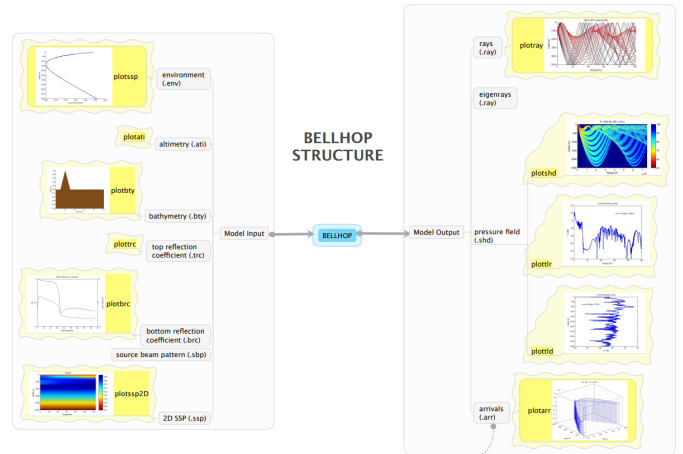 BELLHOP
STRUCTURE
plotssp
environment
(.env)
plotati
altimetry (.ati)
plotbty
bathymetry (.bty)
plottrc
top reflection
coefficient (.trc)
plotbrc
bottom reflection
coefficient (.brc)
source beam pattern (.sbp)
plotssp2D
2D SSP (.ssp)
Model Input
BELLHOP
Model Output
rays
(.ray)
plotray
eigenrays
(.ray)
pressure field
(.shd)
plotshd
plottlr
plottld
arrivals
(.arr)
plotarr